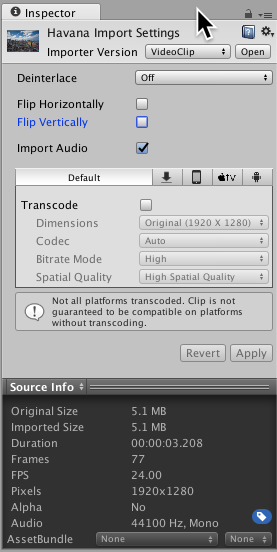 Inspector
Havana Import Settings
Importer Version VideoClip Open
Deinterlace Off
Flip Horizontally
Flip Vertically
Import Audio
Default tv
Transcode
Dimensions Original (1920 X 1280)
Codec Auto
Bitrate Mode High
Spatial Quality High Spatial Quality
Not all platforms transcoded. Clip is not
guaranteed to be compatible on platforms
without transcoding.
Revert Apply
Source Info
Original Size 5.1 MB
Imported Size 5.1 MB
Duration 00:00:03.208
Frames 77
FPS 24.00
Pixels 1920x1280
Alpha No
Audio 44100 Hz, Mono
AssetBundle None None